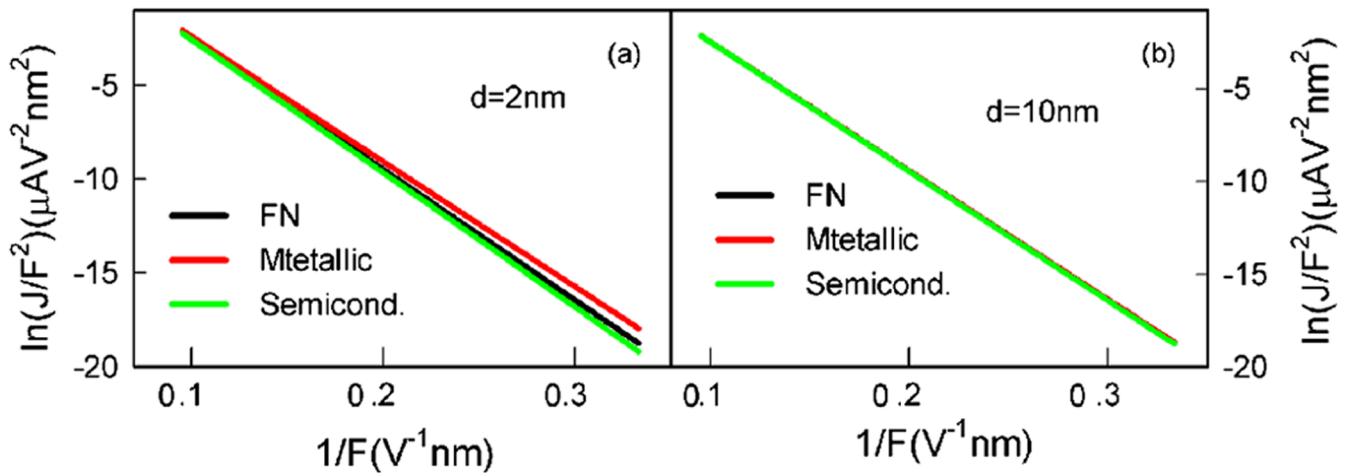 (a)
d=2nm
ln(J/F²)(µAV⁻²nm²)
-5
-10
-15
-20
FN
Mtetallic
Semicond.
0.1
0.2
0.3
1/F(V⁻¹nm)
(b)
d=10nm
FN
Mtetallic
Semicond.
-5
-10
-15
-20
ln(J/F²)(µAV⁻²nm²)
0.1
0.2
0.3
1/F(V⁻¹nm)